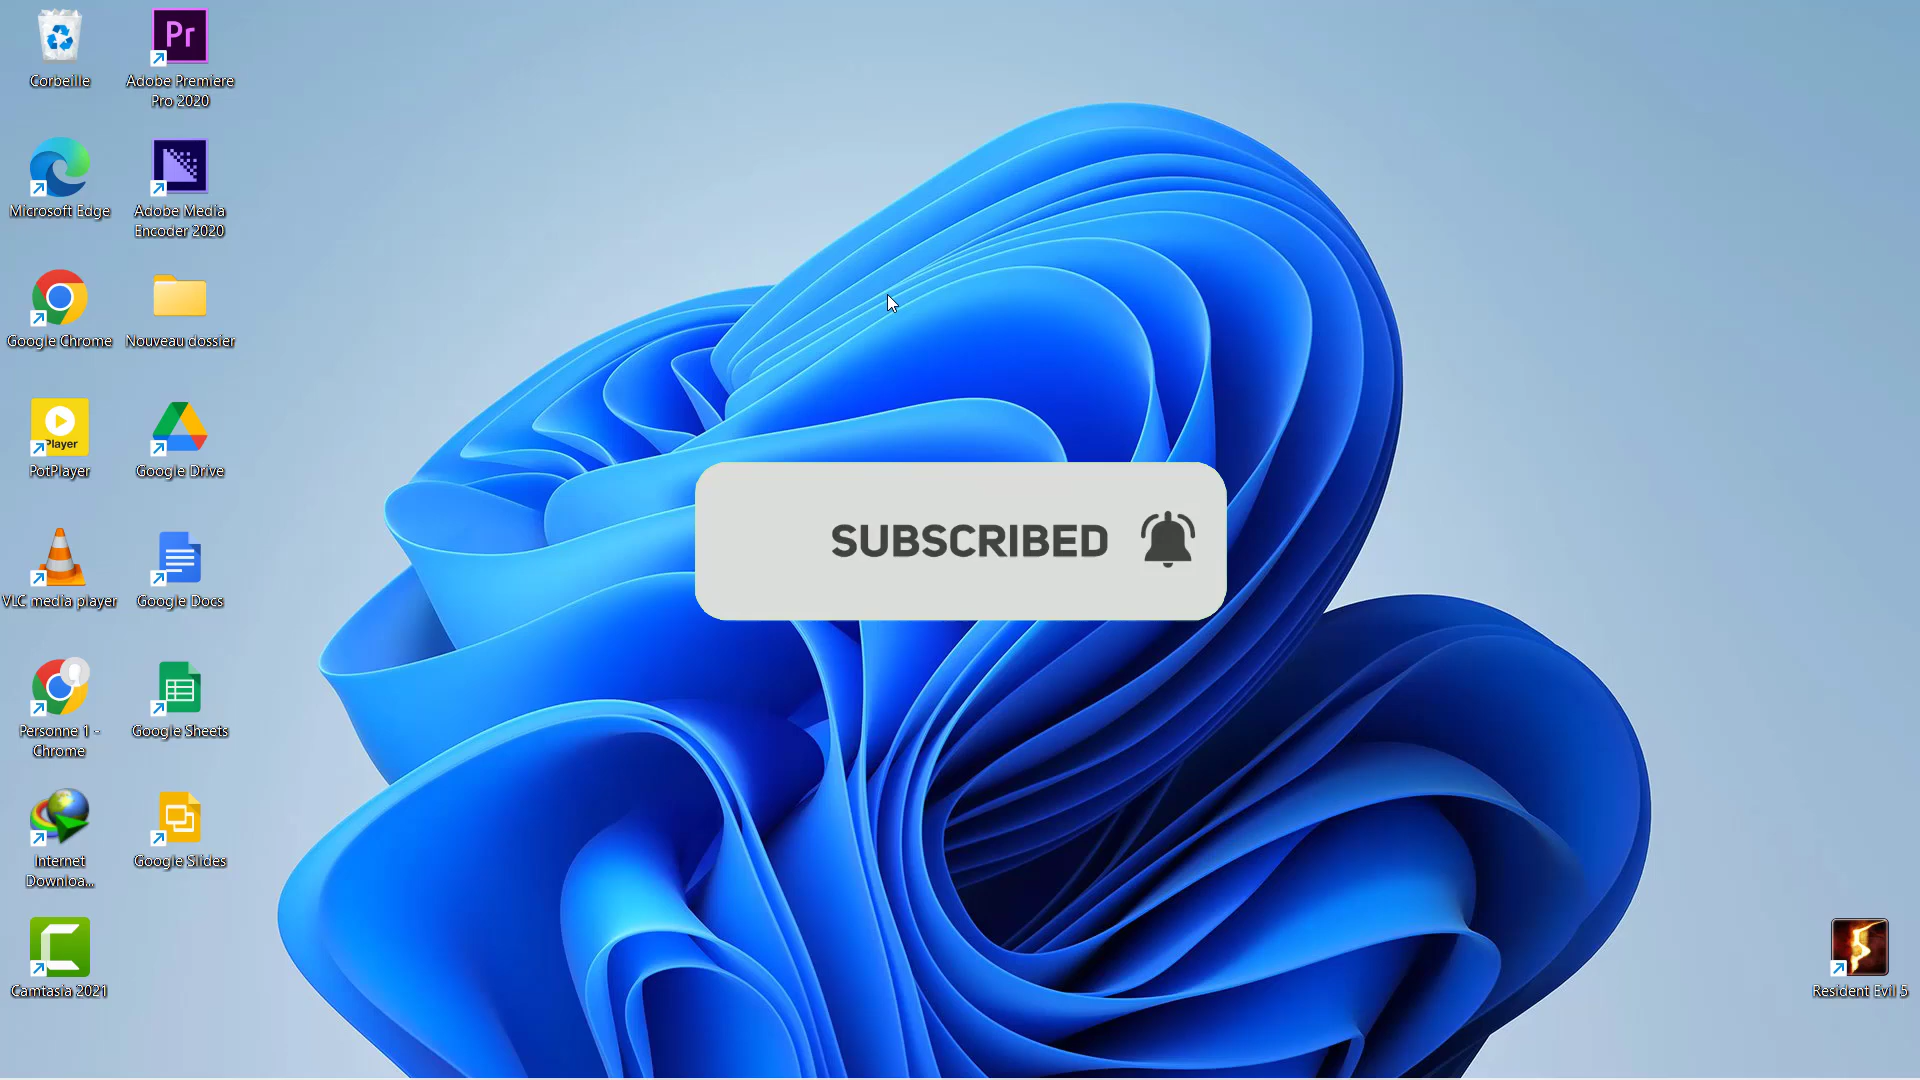 Corbeille
Pr
Adobe Premiere
Pro 2020
Microsoft Edge
Adobe Media
Encoder 2020
Google Chrome
Nouveau dossier
Player
PotPlayer
Google Drive
VLC media player
Google Docs
SUBSCRIBED
Personne 1 -
Chrome
Google Sheets
Internet
Downloa...
Google Slides
Camtasia 2021
Resident Evil 5